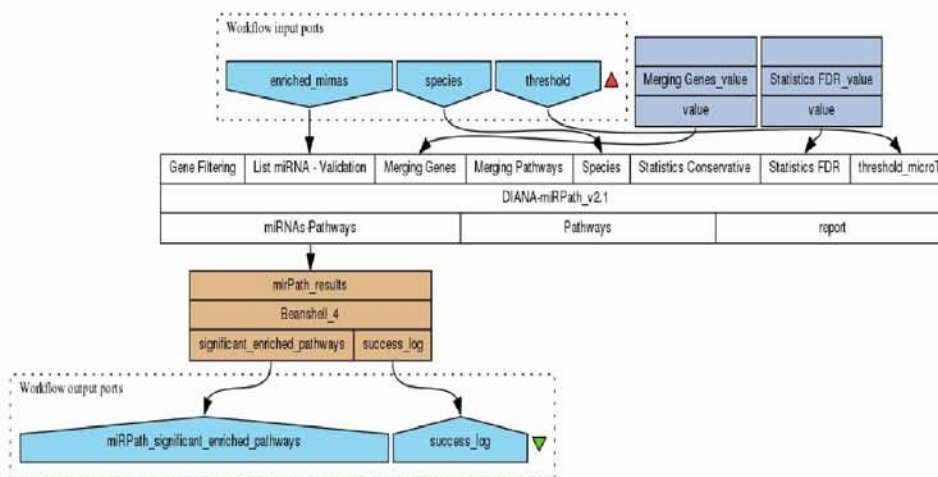 Workflow input ports
enriched_mirnas
species
threshold
Merging Genes_value
value
Statistics FDR_value
value
Gene Filtering
List miRNA - Validation
Merging Genes
Merging Pathways
Species
Statistics Conservative
Statistics FDR
threshold_microT
DIANA-miRPath_v2.1
miRNAs-Pathways
Pathways
report
mirPath_results
Beanshell_4
significant_enriched_pathways
success_log
Workflow output ports
miRPath_significant_enriched_pathways
success_log